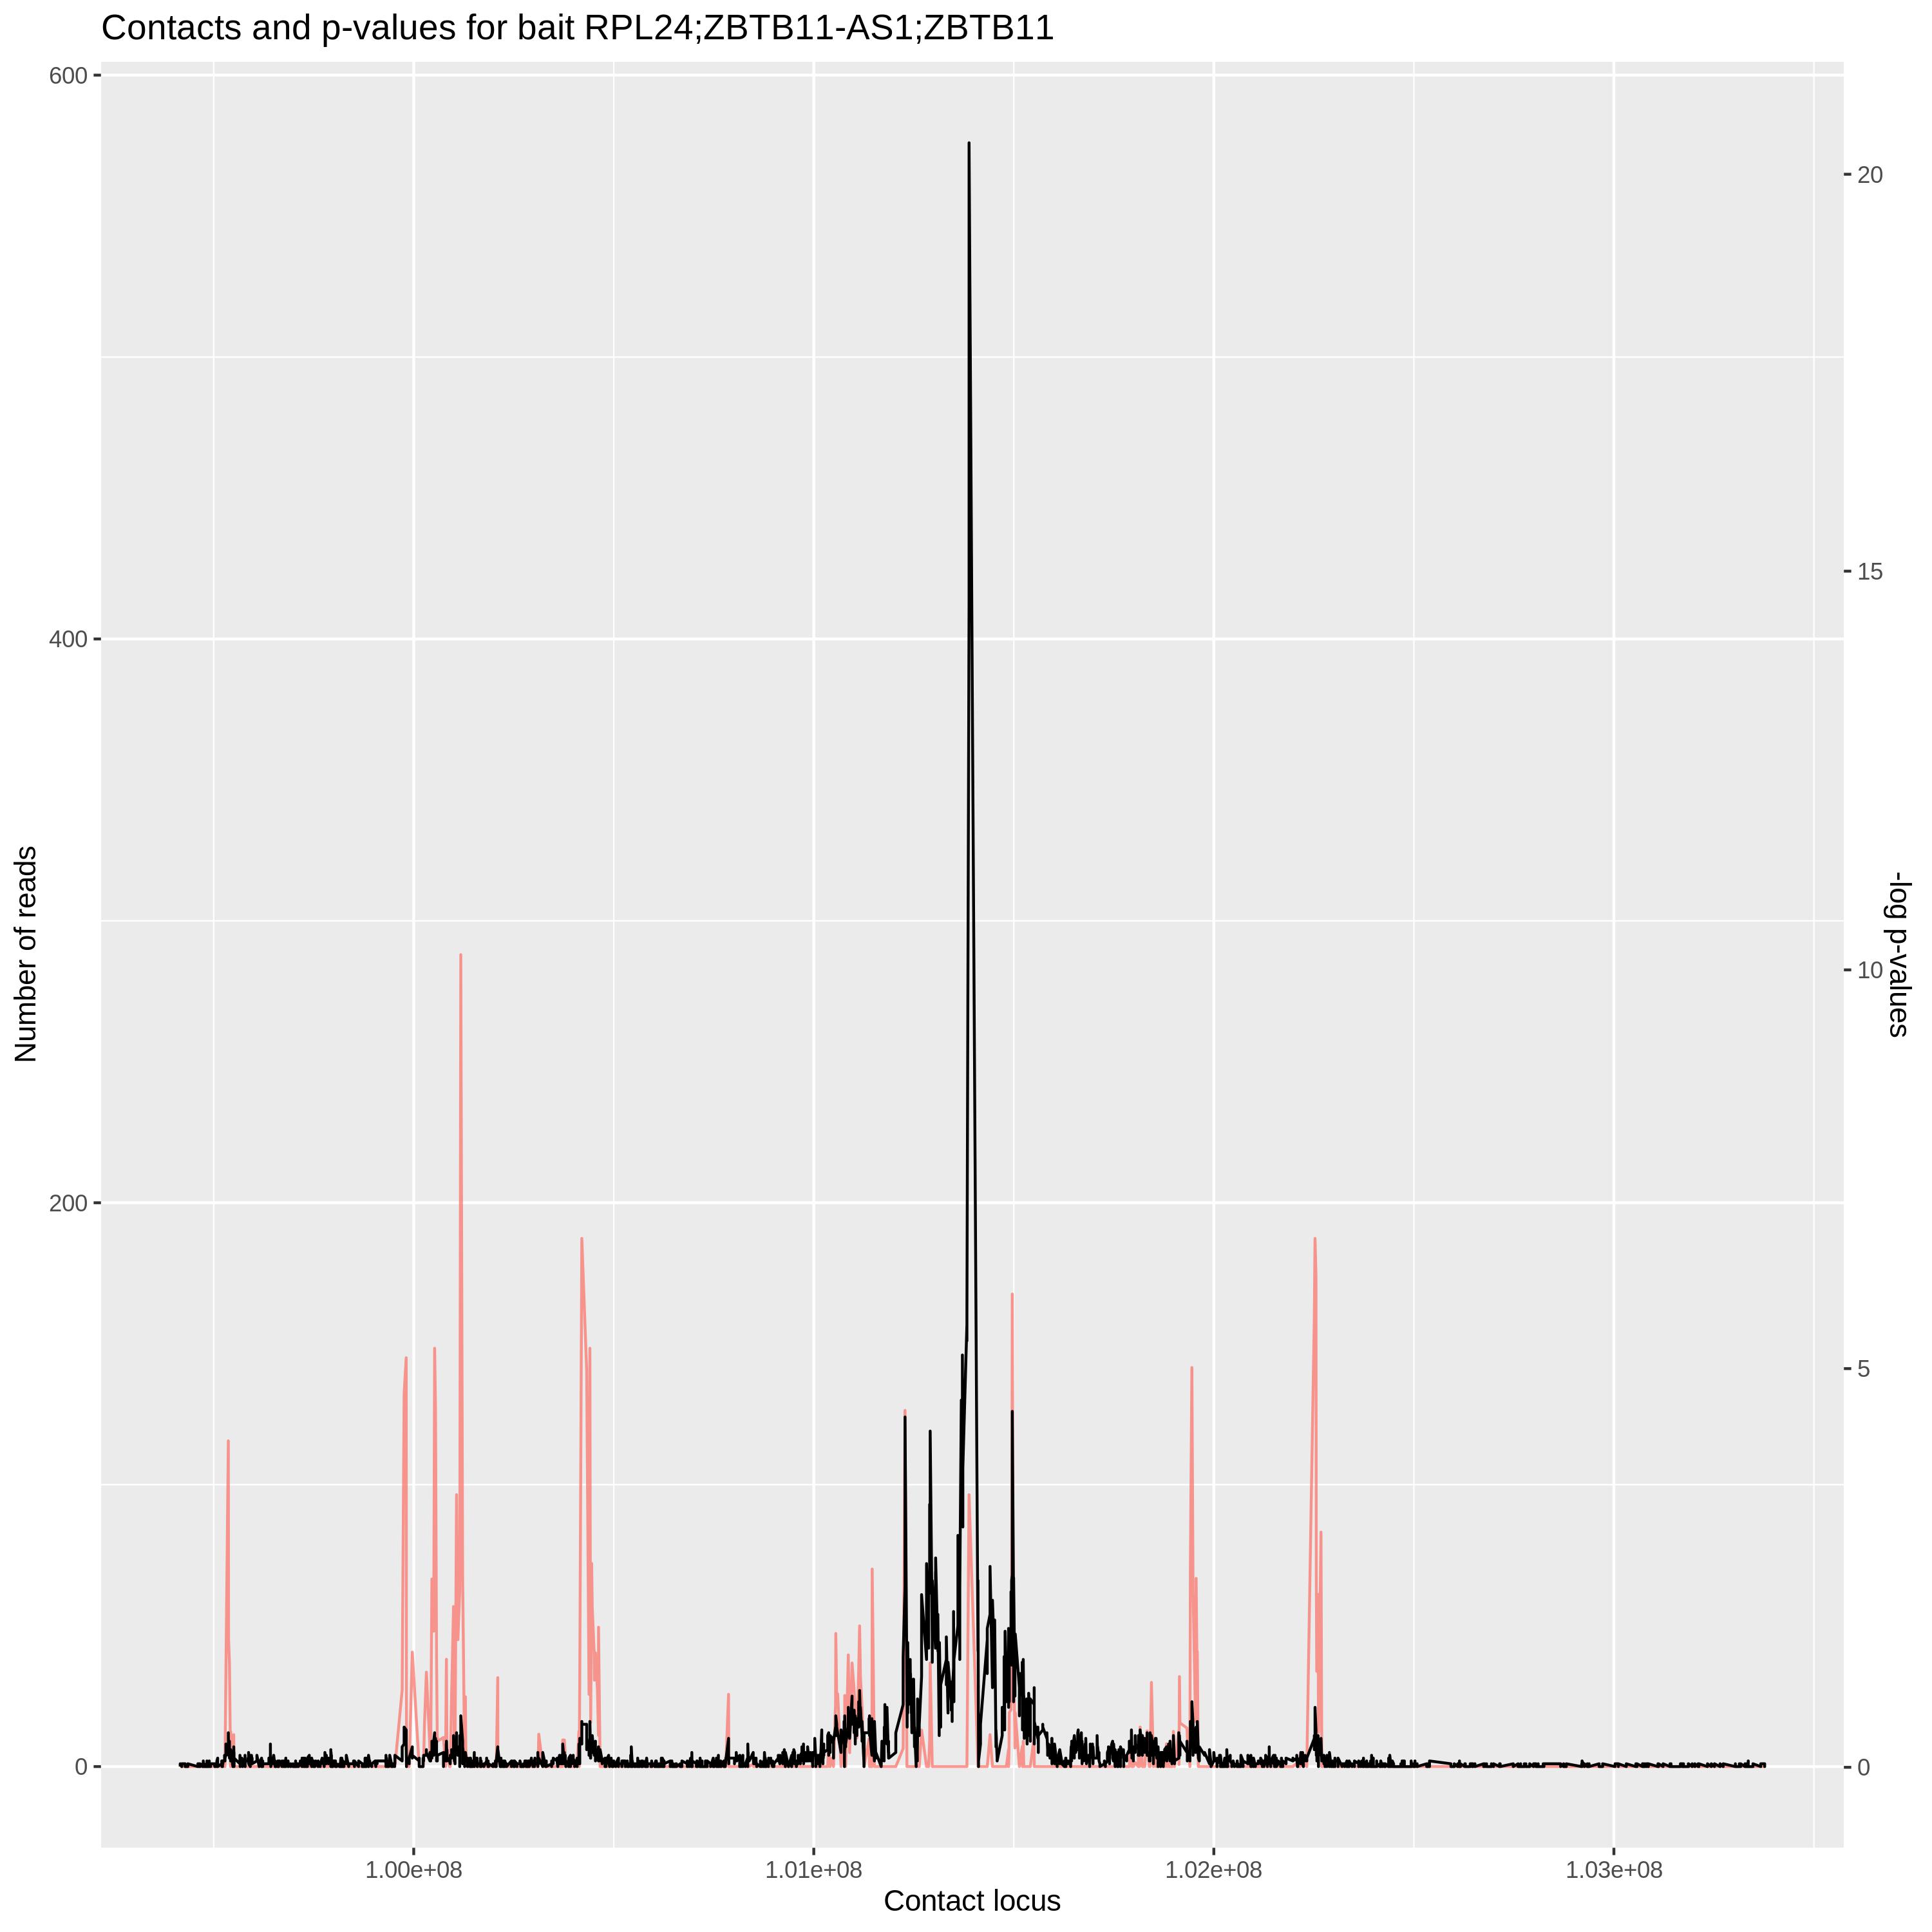 Contacts and p-values for bait RPL24;ZBTB11-AS1;ZBTB11
600
400
200
0
Number of reads
20
15
10
5
0
-log p-values
1.00e+08
1.01e+08
1.02e+08
1.03e+08
Contact locus